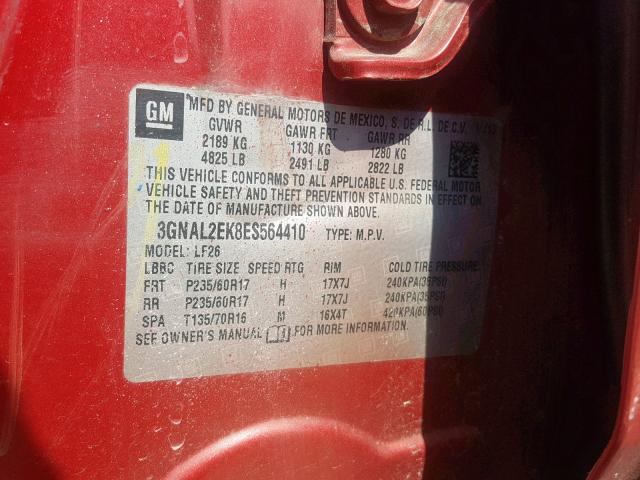 GM
MFD BY GENERAL MOTORS DE MEXICO, S. DE R.L. DE C.V.
GVWR GAWR FRT GAWR RR
2189 KG 1130 KG 1280 KG
4825 LB 2491 LB 2822 LB
THIS VEHICLE CONFORMS TO ALL APPLICABLE U.S. FEDERAL MOTOR
VEHICLE SAFETY AND THEFT PREVENTION STANDARDS IN EFFECT ON
THE DATE OF MANUFACTURE SHOWN ABOVE.
3GNAL2EK8ES564410 TYPE: M.P.V.
MODEL: LF26
LBBC TIRE SIZE SPEED RTG RIM COLD TIRE PRESSURE
FRT P235/60R17 H 17X7J 240KPA(35PSI)
RR P235/60R17 H 17X7J 240KPA(35PSI)
SPA T135/70R16 M 16X4T 420KPA(60PSI)
SEE OWNER'S MANUAL FOR MORE INFORMATION.